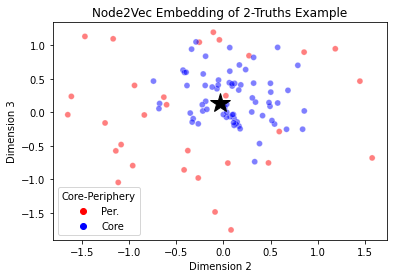 Node2Vec Embedding of 2-Truths Example
Dimension 3
1.0
0.5
0.0
−0.5
−1.0
−1.5
Core-Periphery
Per.
Core
−1.5 −1.0 −0.5 0.0 0.5 1.0 1.5
Dimension 2